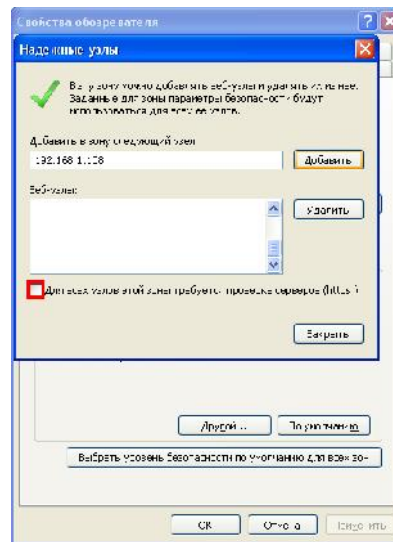 Свойства обозревателя
Надежные узлы
В эту зону можно добавлять веб-узлы и удалять их из нее.
Заданные для зоны параметры безопасности будут
использоваться для всех ее узлов.
Добавить в зону следующий узел:
192.168.1.108
Добавить
Веб-узлы:
Удалить
Для всех узлов этой зоны требуется проверка серверов (https:)
Закрыть
Другой...
По умолчанию
Выбрать уровень безопасности по умолчанию для всех зон
OK
Отмена
Применить